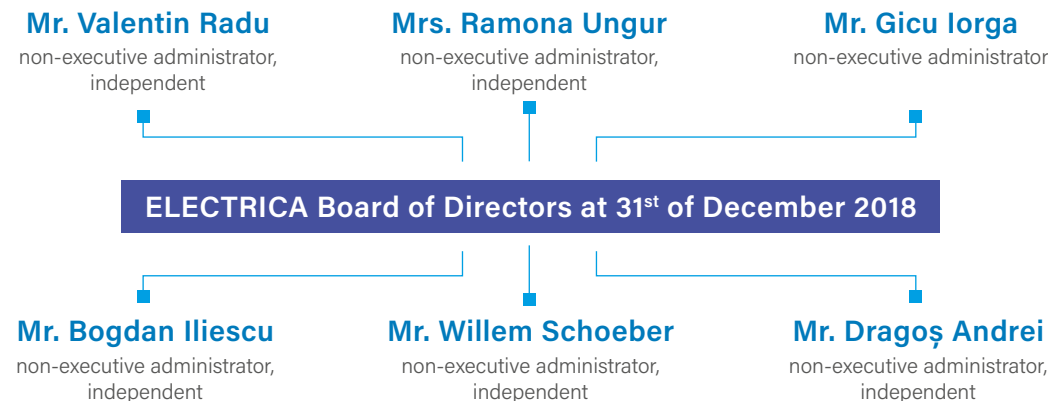 Mr. Valentin Radu
non-executive administrator,
independent
Mrs. Ramona Ungur
non-executive administrator,
independent
Mr. Gicu Iorga
non-executive administrator
ELECTRICA Board of Directors at 31st of December 2018
Mr. Bogdan Iliescu
non-executive administrator,
independent
Mr. Willem Schoeber
non-executive administrator,
independent
Mr. Dragoș Andrei
non-executive administrator,
independent